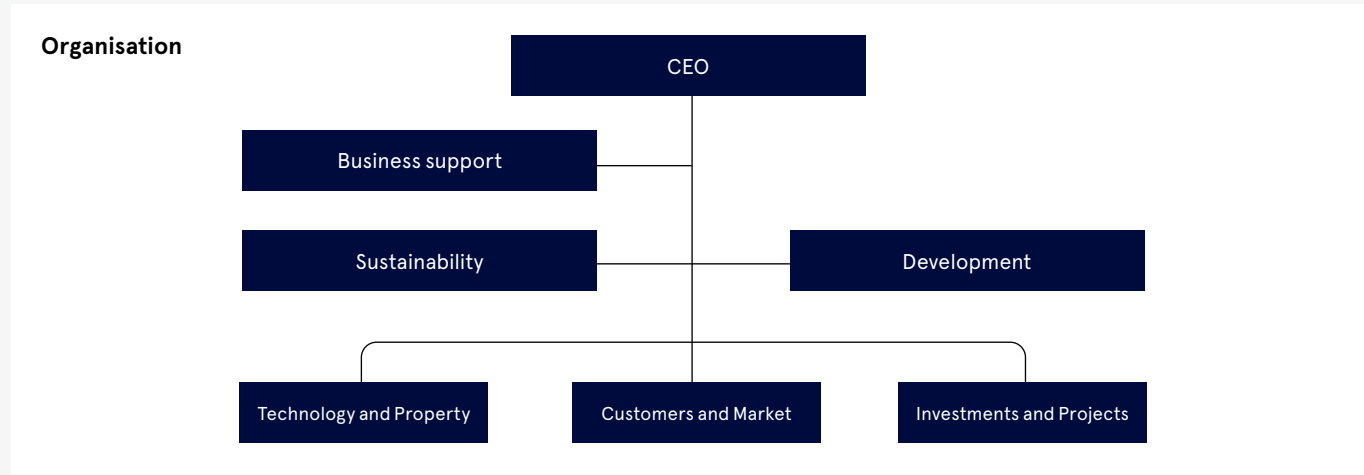 Organisation
CEO
Business support
Sustainability
Development
Technology and Property
Customers and Market
Investments and Projects